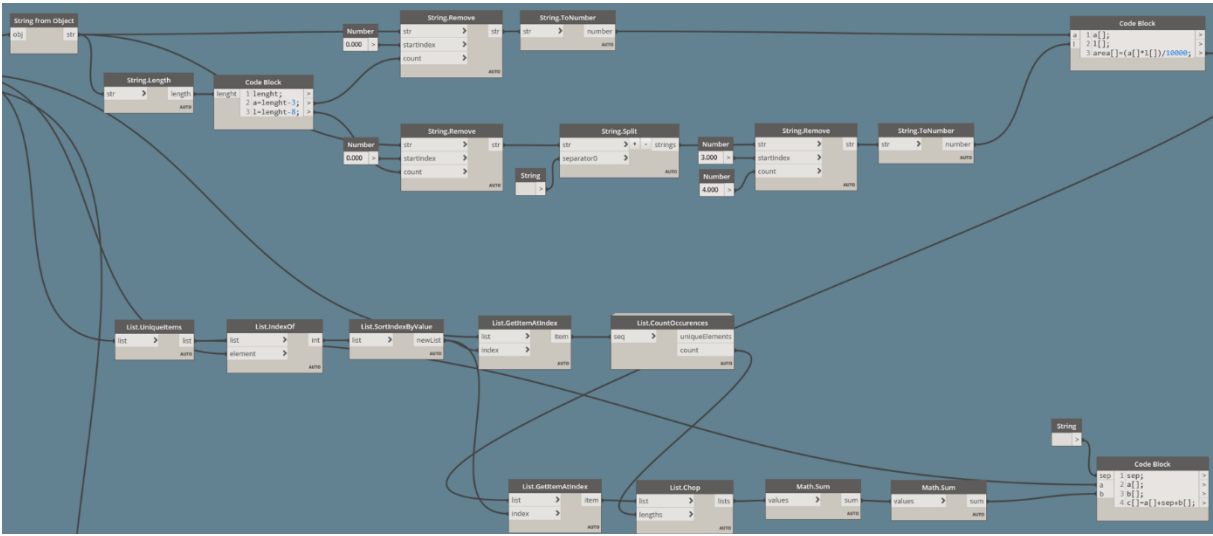 String from Object
obj > str
String.Length
str > length
AUTO
Code Block
lenght 1 lenght; >
2 a=lenght-3; >
3 l=lenght-8; >
Number
0.000 >
String.Remove
str > str
startIndex >
count >
AUTO
String.ToNumber
str > number
AUTO
Code Block
a 1 a[]; >
l 2 l[]; >
3 area[]=(a[]*l[])/10000; >
Number
0.000 >
String.Remove
str > str
startIndex >
count >
AUTO
String
>
String.Split
str > + - strings
separator0 >
AUTO
Number
3.000 >
Number
4.000 >
String.Remove
str > str
startIndex >
count >
AUTO
String.ToNumber
str > number
AUTO
List.UniqueItems
list > list
AUTO
List.IndexOf
list > int
element >
AUTO
List.SortIndexByValue
list > newList
AUTO
List.GetItemAtIndex
list > item
index >
AUTO
List.CountOccurences
seq > uniqueElements
count
AUTO
List.GetItemAtIndex
list > item
index >
AUTO
List.Chop
list > lists
lengths >
AUTO
Math.Sum
values > sum
AUTO
Math.Sum
values > sum
AUTO
String
>
Code Block
sep 1 sep; >
a 2 a[]; >
b 3 b[]; >
4 c[]=a[]+sep+b[]; >